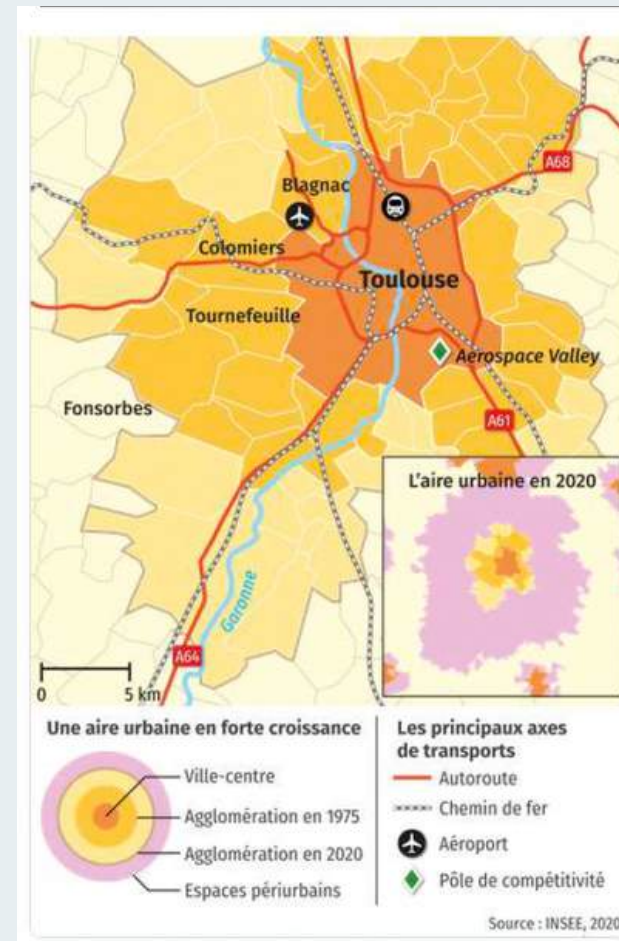 A68
Blagnac
Colomiers
Toulouse
Tournefeuille
Aerospace Valley
Fonsorbes
A61
L'aire urbaine en 2020
Garonne
A64
0 5 km
Une aire urbaine en forte croissance
Ville-centre
Agglomération en 1975
Agglomération en 2020
Espaces périurbains
Les principaux axes
de transports
Autoroute
Chemin de fer
Aéroport
Pôle de compétitivité
Source : INSEE, 2020